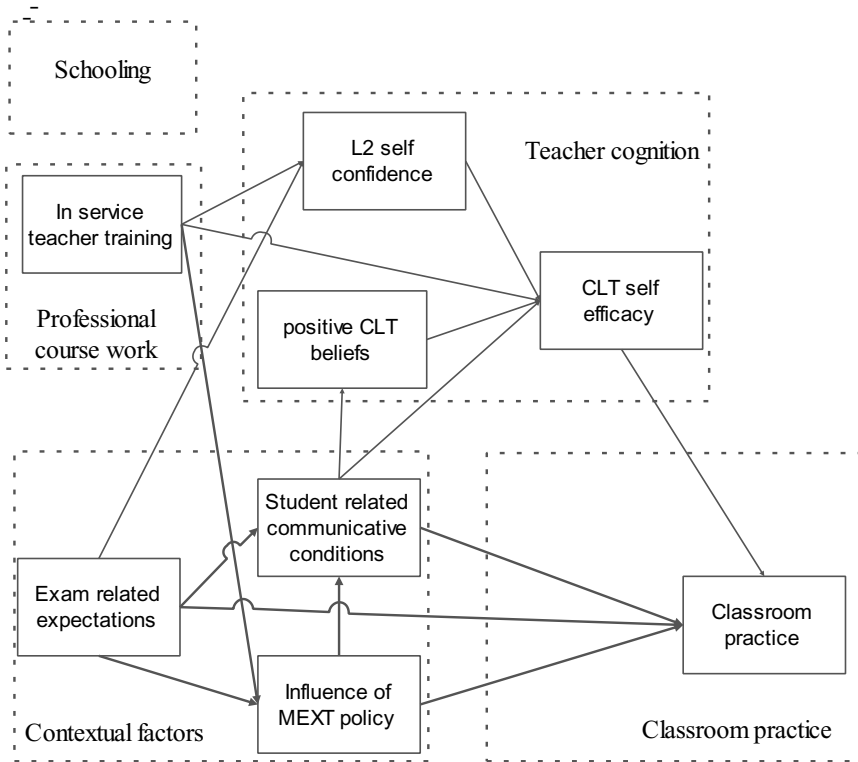 Schooling
L2 self
confidence
Teacher cognition
In service
teacher training
CLT self
efficacy
Professional
course work
positive CLT
beliefs
Student related
communicative
conditions
Exam related
expectations
Classroom
practice
Influence of
MEXT policy
Contextual factors
Classroom practice